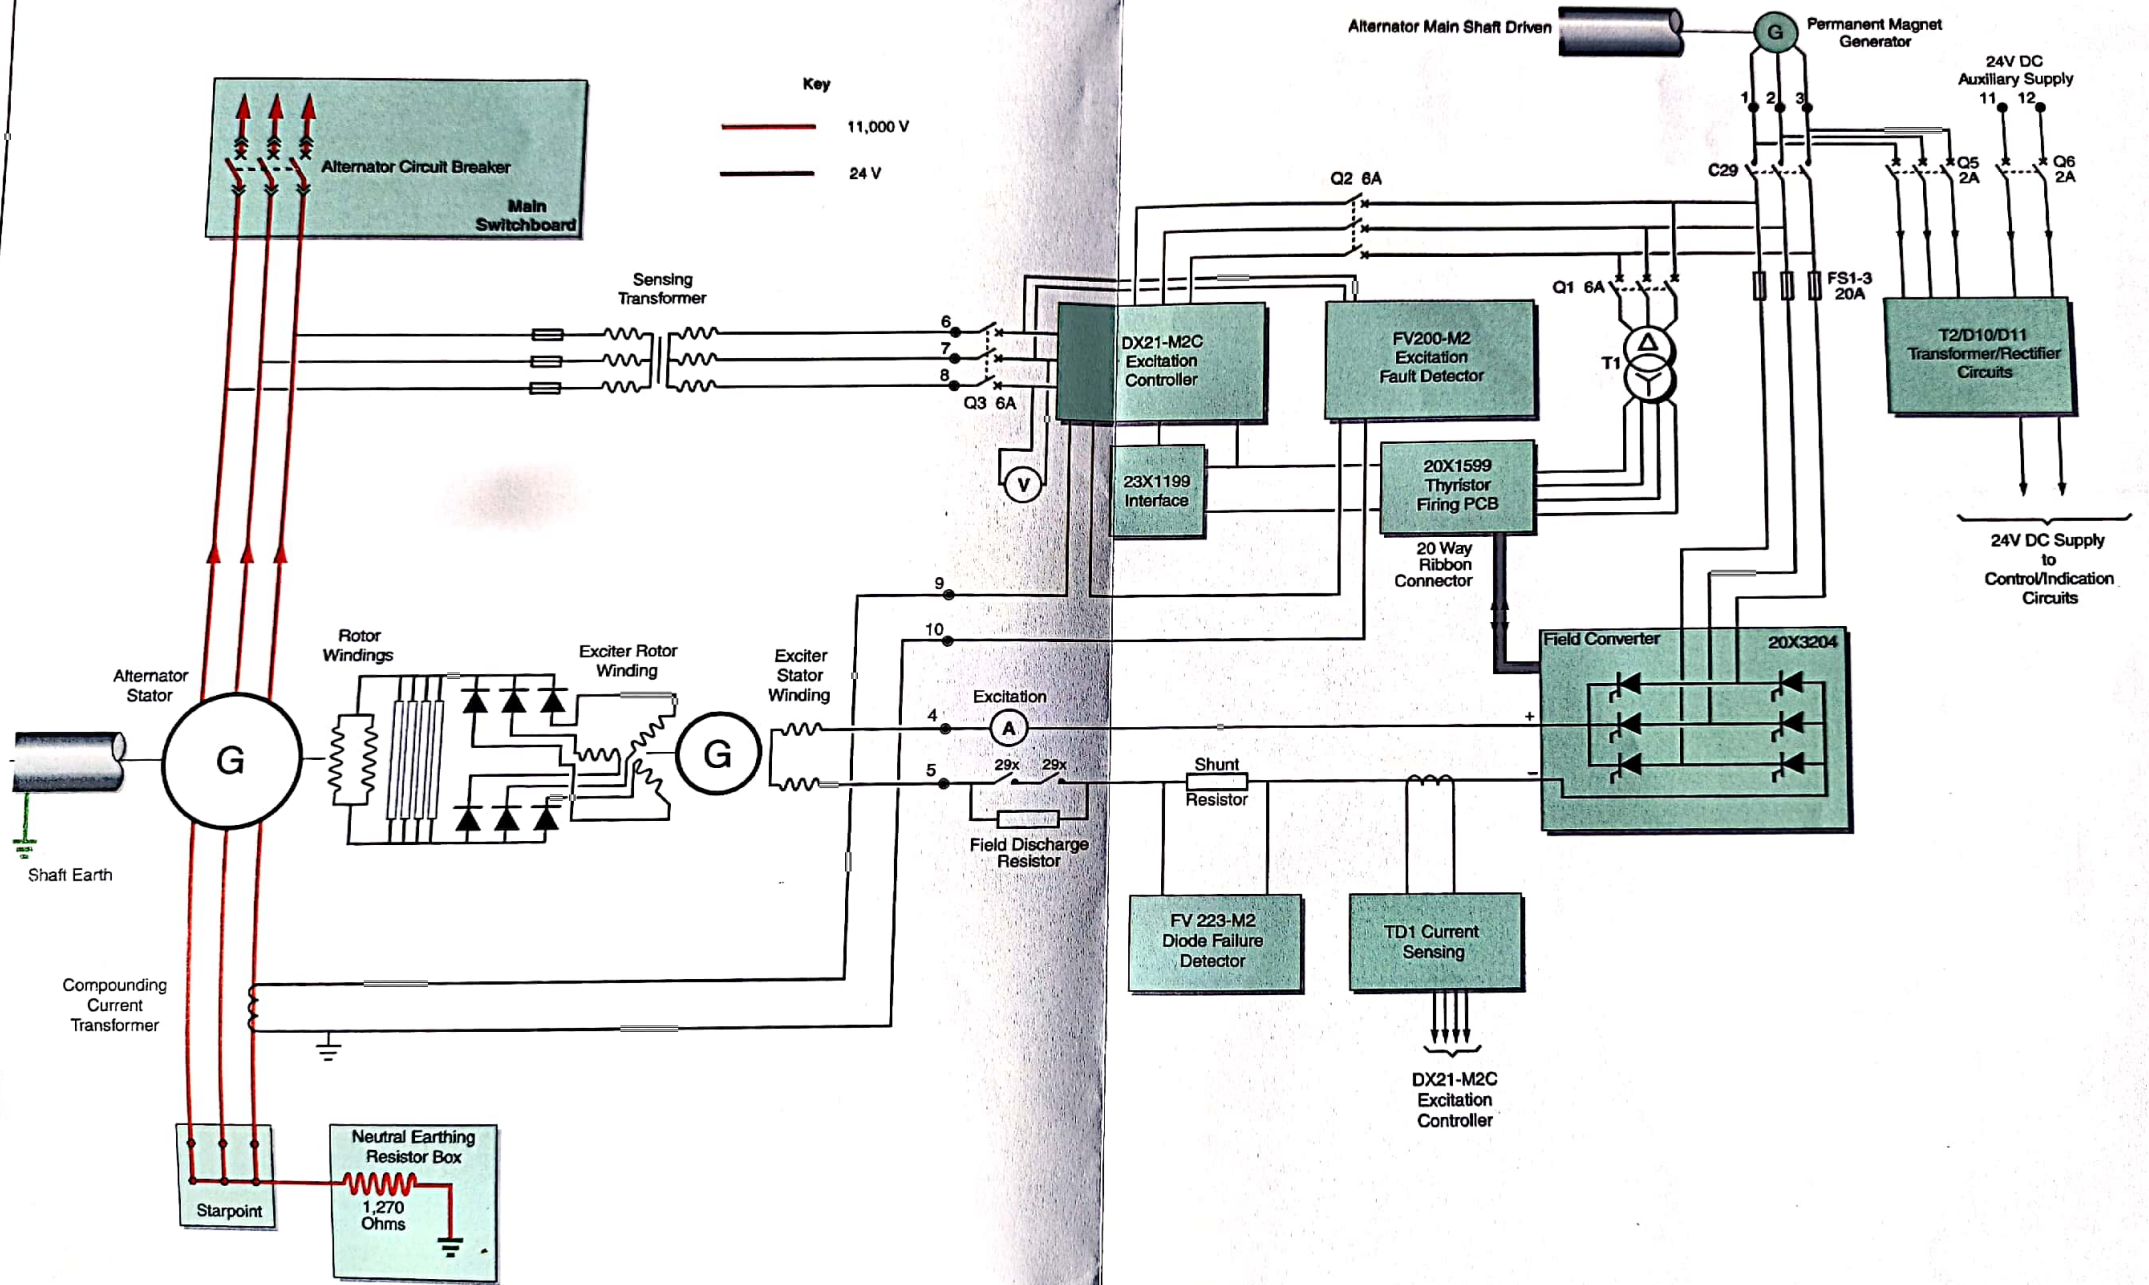 Alternator Main Shaft Driven
G
Permanent Magnet
Generator
24V DC
Auxiliary Supply
11 12
1 2 3
Key
11,000 V
24 V
Alternator Circuit Breaker
Main
Switchboard
Q2 6A
C29
Q5
2A
Q6
2A
Sensing
Transformer
6
7
8
Q3 6A
DX21-M2C
Excitation
Controller
FV200-M2
Excitation
Fault Detector
Q1 6A
T1
FS1-3
20A
T2/D10/D11
Transformer/Rectifier
Circuits
V
23X1199
Interface
20X1599
Thyristor
Firing PCB
20 Way
Ribbon
Connector
24V DC Supply
to
Control/Indication
Circuits
9
10
Rotor
Windings
Exciter Rotor
Winding
Exciter
Stator
Winding
Alternator
Stator
G
G
Excitation
4
A
+
5
29x 29x
Shunt
Resistor
−
Field Discharge
Resistor
Field Converter
20X3204
Shaft Earth
FV 223-M2
Diode Failure
Detector
TD1 Current
Sensing
DX21-M2C
Excitation
Controller
Compounding
Current
Transformer
Starpoint
Neutral Earthing
Resistor Box
1,270
Ohms